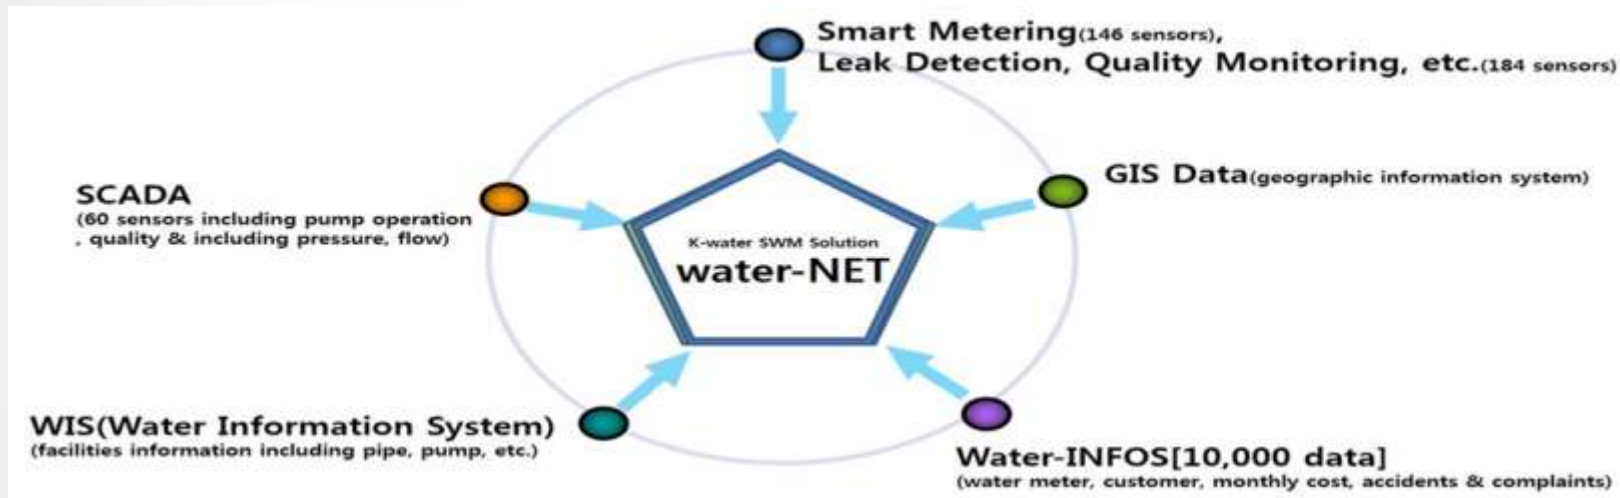 Smart Metering(146 sensors),
Leak Detection, Quality Monitoring, etc.(184 sensors)
GIS Data(geographic information system)
SCADA
(60 sensors including pump operation
, quality & including pressure, flow)
K-water SWM Solution
water-NET
WIS(Water Information System)
(facilities information including pipe, pump, etc.)
Water-INFOS[10,000 data]
(water meter, customer, monthly cost, accidents & complaints)